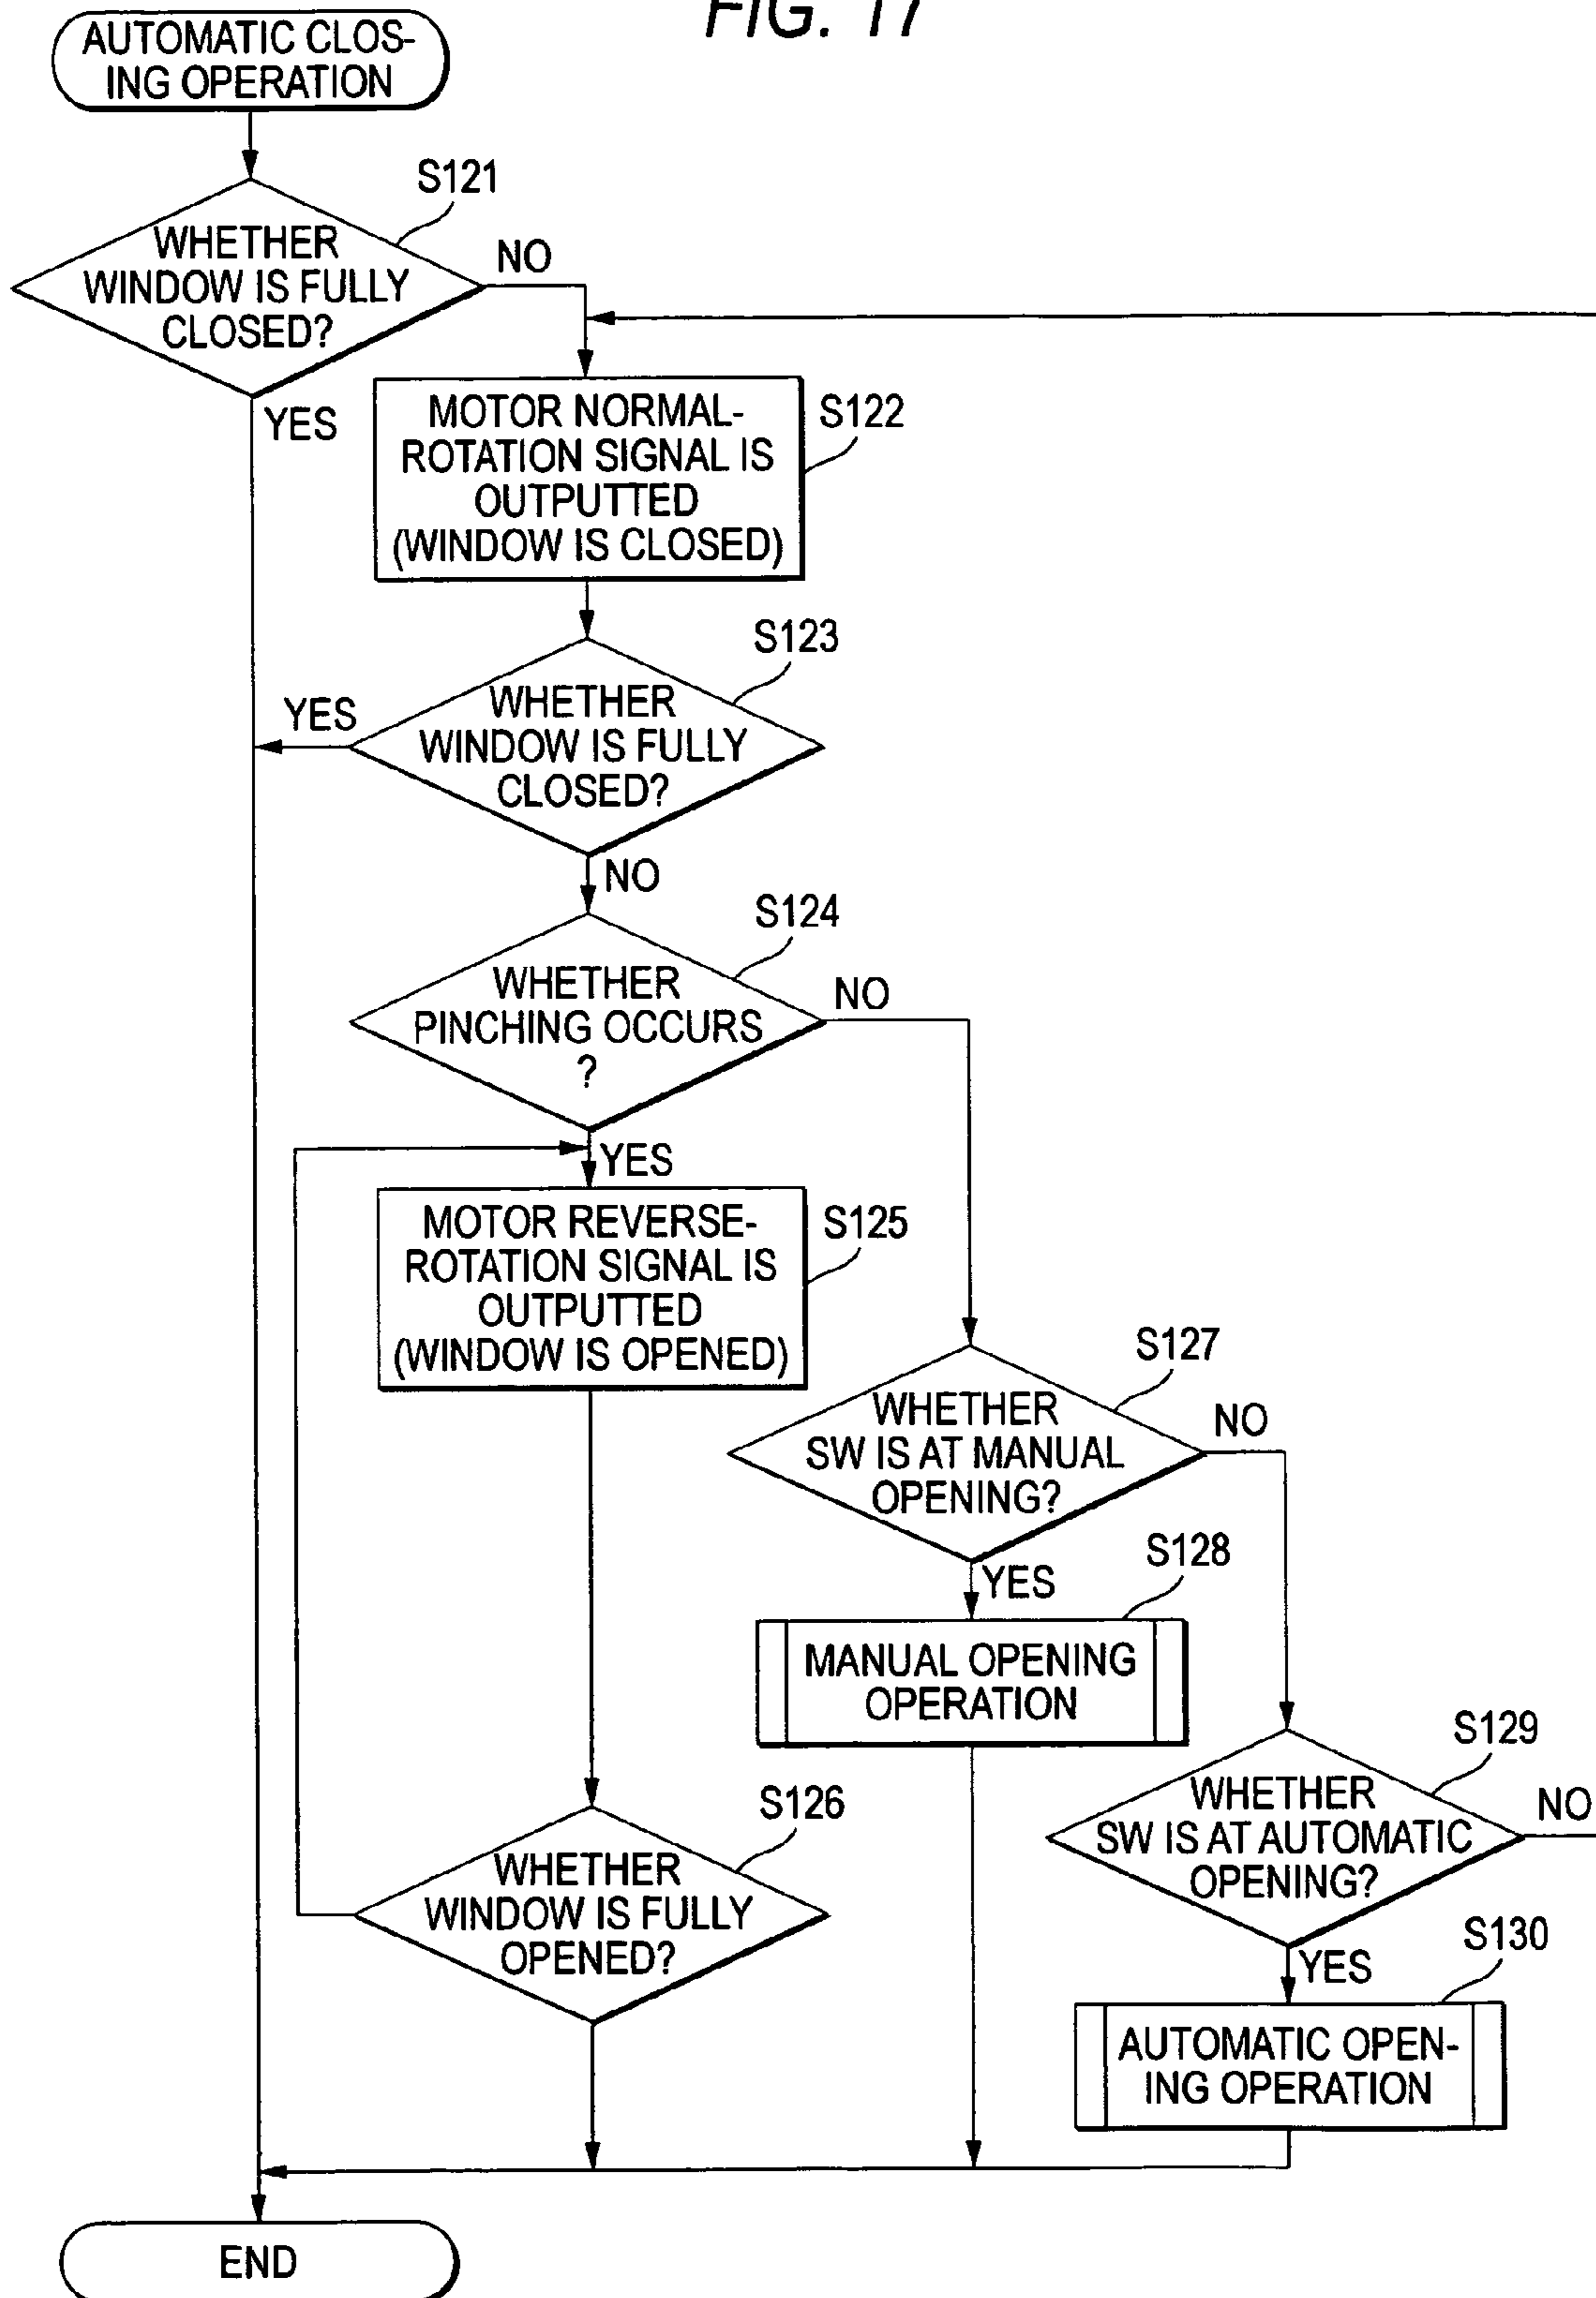 FIG. 17
AUTOMATIC CLOS-
ING OPERATION
S121
WHETHER
WINDOW IS FULLY
CLOSED?
NO
YES
MOTOR NORMAL-
ROTATION SIGNAL IS
OUTPUTTED
(WINDOW IS CLOSED)
S122
S123
WHETHER
WINDOW IS FULLY
CLOSED?
YES
NO
S124
WHETHER
PINCHING OCCURS
?
NO
YES
MOTOR REVERSE-
ROTATION SIGNAL IS
OUTPUTTED
(WINDOW IS OPENED)
S125
S127
WHETHER
SW IS AT MANUAL
OPENING?
NO
YES
S128
MANUAL OPENING
OPERATION
S126
WHETHER
WINDOW IS FULLY
OPENED?
S129
WHETHER
SW IS AT AUTOMATIC
OPENING?
NO
YES
S130
AUTOMATIC OPEN-
ING OPERATION
END